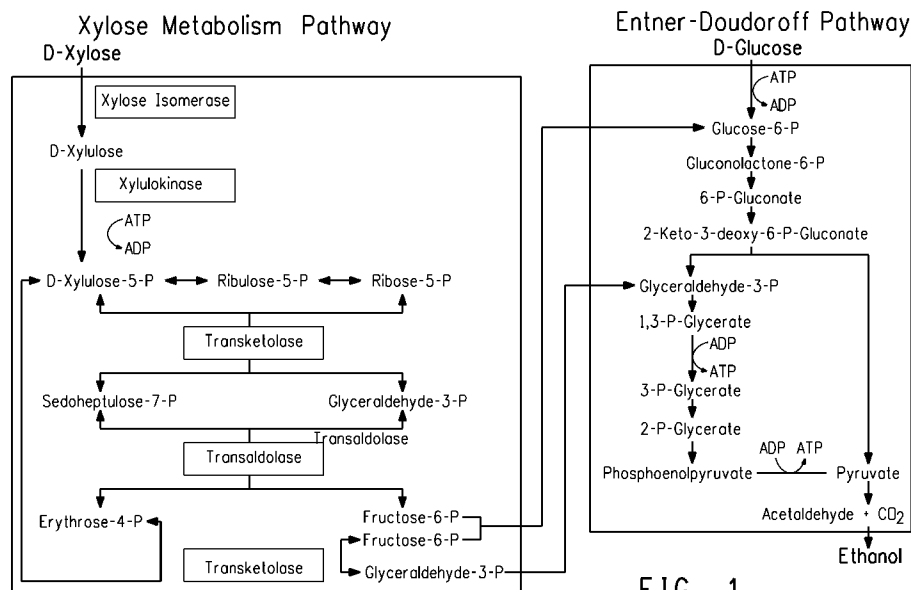 Xylose Metabolism Pathway
D-Xylose
Xylose Isomerase
D-Xylulose
Xylulokinase
ATP
ADP
D-Xylulose-5-P
Ribulose-5-P
Ribose-5-P
Transketolase
Sedoheptulose-7-P
Glyceraldehyde-3-P
Transaldolase
Transaldolase
Erythrose-4-P
Fructose-6-P
Fructose-6-P
Transketolase
Glyceraldehyde-3-P
Entner-Doudoroff Pathway
D-Glucose
ATP
ADP
Glucose-6-P
Gluconolactone-6-P
6-P-Gluconate
2-Keto-3-deoxy-6-P-Gluconate
Glyceraldehyde-3-P
1,3-P-Glycerate
ADP
ATP
3-P-Glycerate
2-P-Glycerate
ADP ATP
Phosphoenolpyruvate
Pyruvate
Acetaldehyde + CO2
Ethanol
FIG. 1